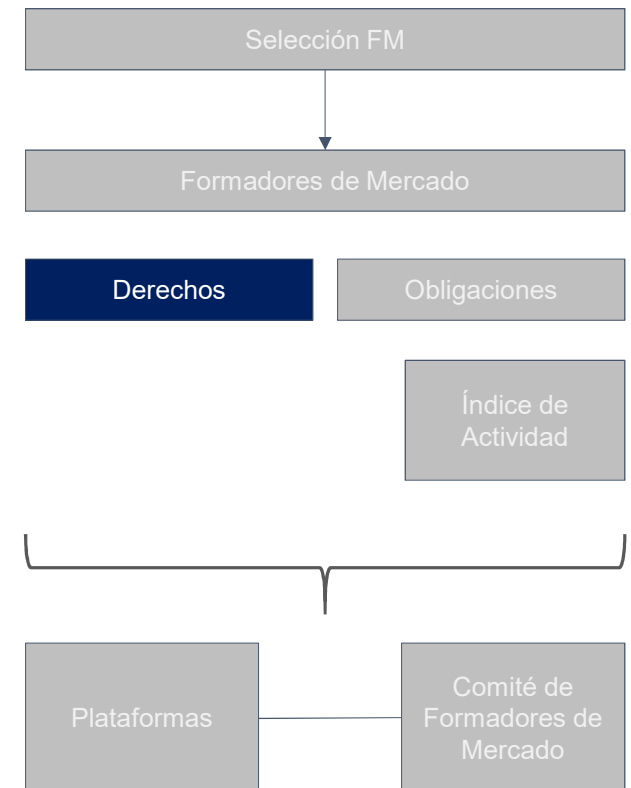 Selección FM
Formadores de Mercado
Derechos
Obligaciones
Índice de
Actividad
Plataformas
Comité de
Formadores de
Mercado